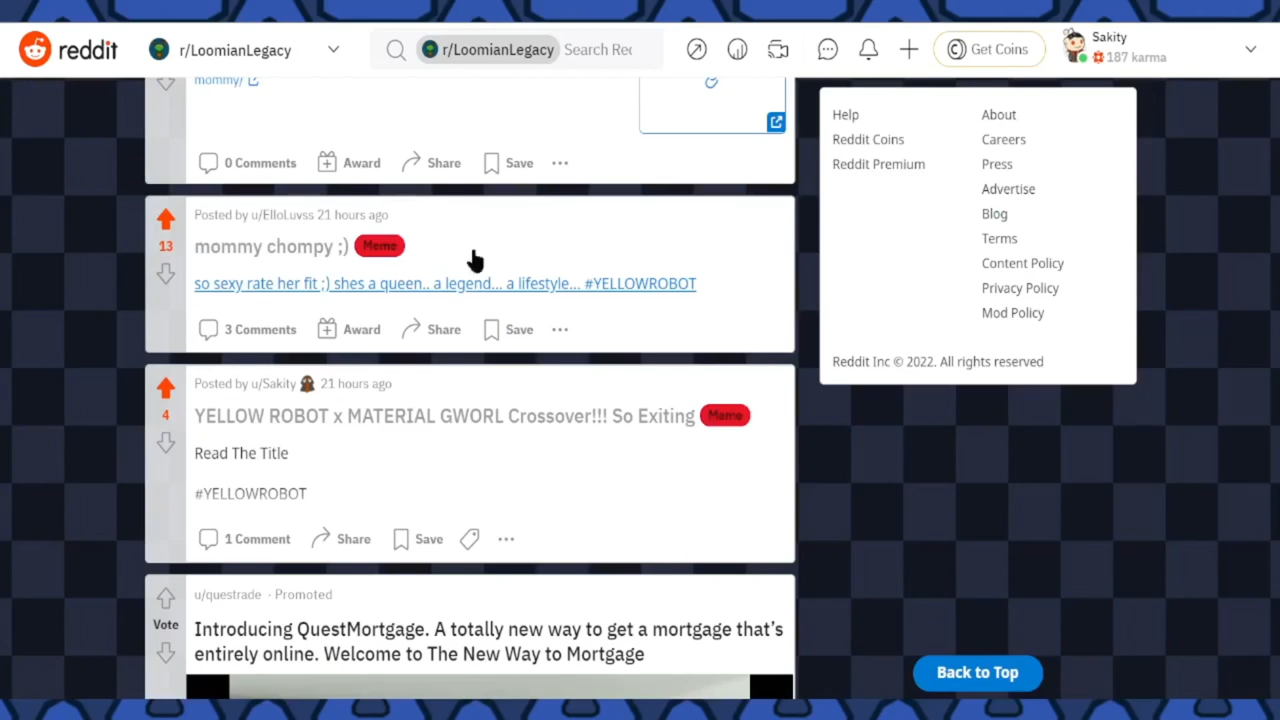 reddit
r/LoomianLegacy
r/LoomianLegacy
Search Rec
Get Coins
Sakity
187 karma
mommy/
0 Comments Award Share Save
Posted by u/ElloLuvss 21 hours ago
13
mommy chompy ;) Meme
so sexy rate her fit ;) shes a queen.. a legend... a lifestyle... #YELLOWROBOT
3 Comments Award Share Save
Posted by u/Sakity 21 hours ago
4
YELLOW ROBOT x MATERIAL GWORL Crossover!!! So Exiting Meme
Read The Title
#YELLOWROBOT
1 Comment Share Save
u/questrade · Promoted
Vote
Introducing QuestMortgage. A totally new way to get a mortgage that's
entirely online. Welcome to The New Way to Mortgage
Help
Reddit Coins
Reddit Premium
About
Careers
Press
Advertise
Blog
Terms
Content Policy
Privacy Policy
Mod Policy
Reddit Inc © 2022. All rights reserved
Back to Top